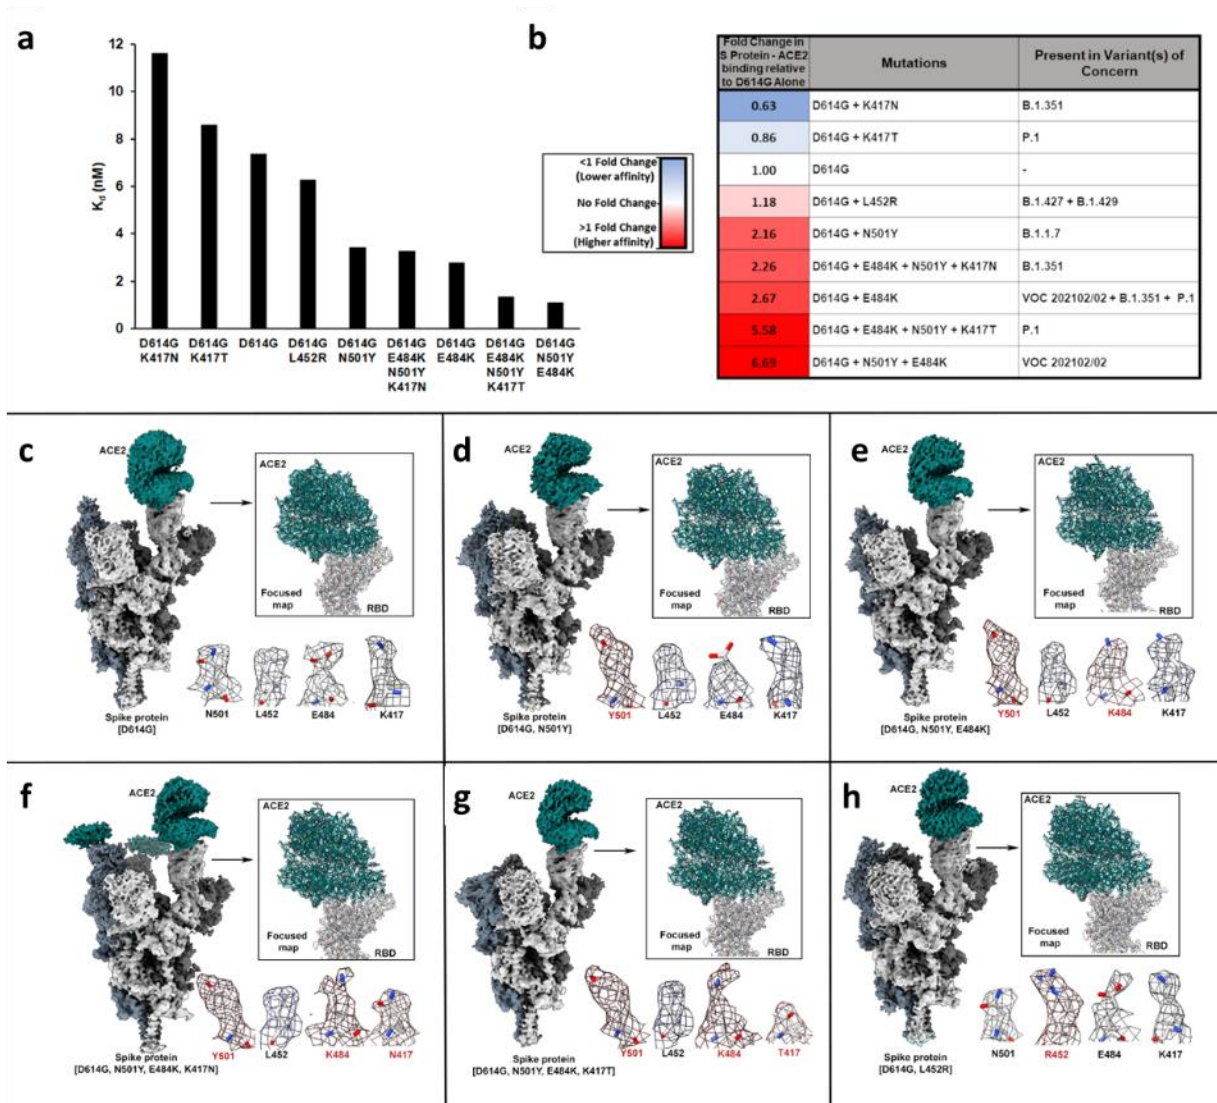 a
12
10
8
6
4
2
0
Kd (nM)
D614G K417N
D614G K417T
D614G
D614G L452R
D614G N501Y
D614G E484K N501Y K417N
D614G E484K
D614G E484K N501Y K417T
D614G N501Y E484K
b
<1 Fold Change
(Lower affinity)
No Fold Change
>1 Fold Change
(Higher affinity)
Fold Change in S Protein - ACE2 binding relative to D614G Alone | Mutations | Present in Variant(s) of Concern
0.63 | D614G + K417N | B.1.351
0.86 | D614G + K417T | P.1
1.00 | D614G | -
1.18 | D614G + L452R | B.1.427 + B.1.429
2.16 | D614G + N501Y | B.1.1.7
2.26 | D614G + E484K + N501Y + K417N | B.1.351
2.67 | D614G + E484K | VOC 202102/02 + B.1.351 + P.1
5.58 | D614G + E484K + N501Y + K417T | P.1
6.69 | D614G + N501Y + E484K | VOC 202102/02
c
ACE2
ACE2
Focused map
RBD
N501 L452 E484 K417
Spike protein
[D614G]
d
ACE2
ACE2
Focused map
RBD
Y501 L452 E484 K417
Spike protein
[D614G, N501Y]
e
ACE2
ACE2
Focused map
RBD
Y501 L452 K484 K417
Spike protein
[D614G, N501Y, E484K]
f
ACE2
ACE2
Focused map
RBD
Y501 L452 K484 N417
Spike protein
[D614G, N501Y, E484K, K417N]
g
ACE2
ACE2
Focused map
RBD
Y501 L452 K484 T417
Spike protein
[D614G, N501Y, E484K, K417T]
h
ACE2
ACE2
Focused map
RBD
N501 R452 E484 K417
Spike protein
[D614G, L452R]